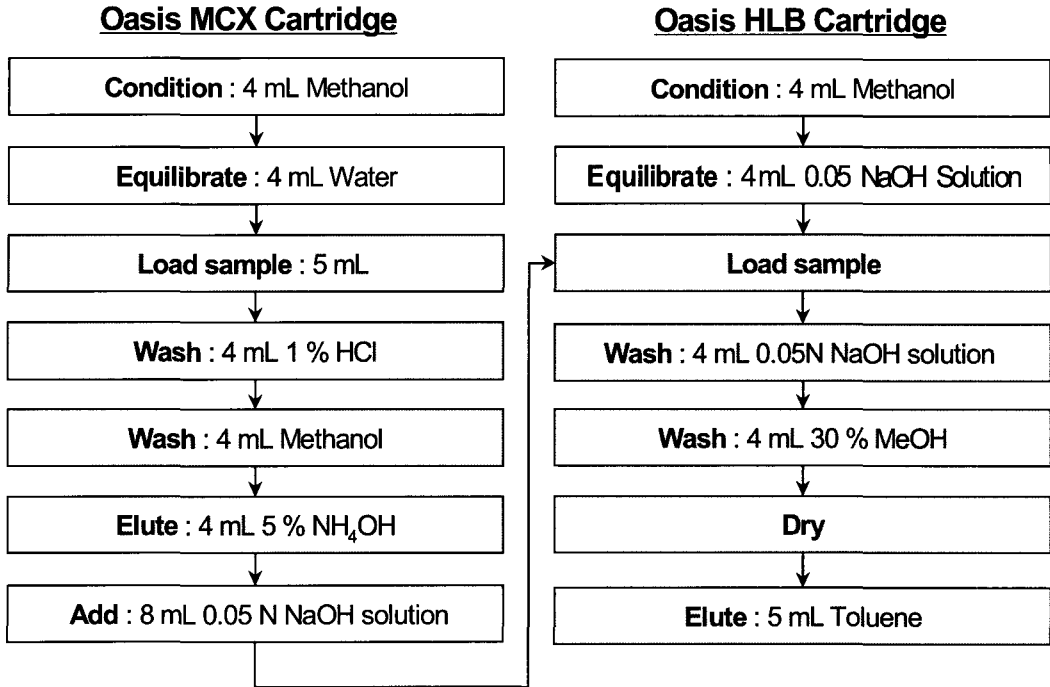 Oasis MCX Cartridge
Condition : 4 mL Methanol
Equilibrate : 4 mL Water
Load sample : 5 mL
Wash : 4 mL 1 % HCl
Wash : 4 mL Methanol
Elute : 4 mL 5 % NH₄OH
Add : 8 mL 0.05 N NaOH solution
Oasis HLB Cartridge
Condition : 4 mL Methanol
Equilibrate : 4mL 0.05 NaOH Solution
Load sample
Wash : 4 mL 0.05N NaOH solution
Wash : 4 mL 30 % MeOH
Dry
Elute : 5 mL Toluene